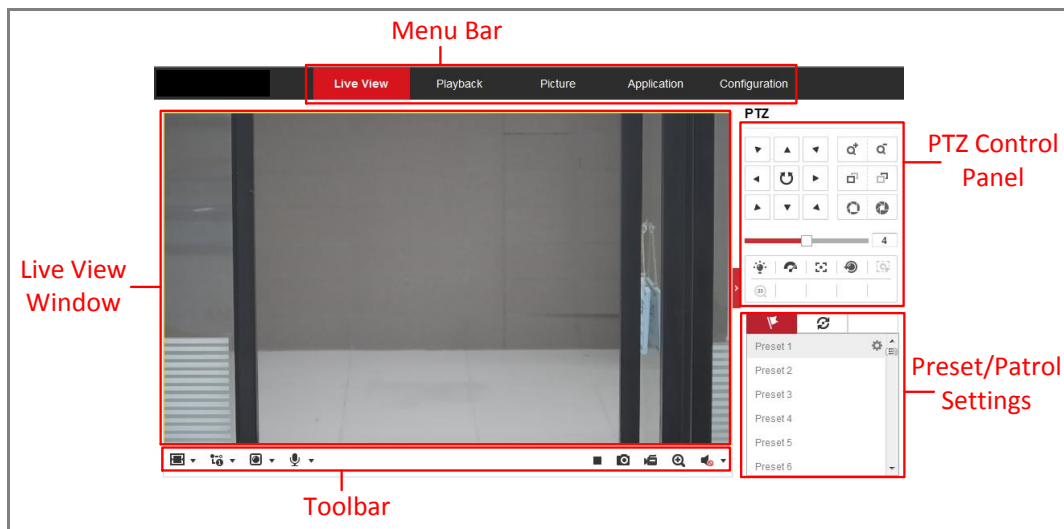 Menu Bar
Live View Playback Picture Application Configuration
PTZ
PTZ Control
Panel
4
Live View
Window
Preset 1
Preset 2
Preset 3
Preset 4
Preset 5
Preset 6
Preset/Patrol
Settings
Toolbar